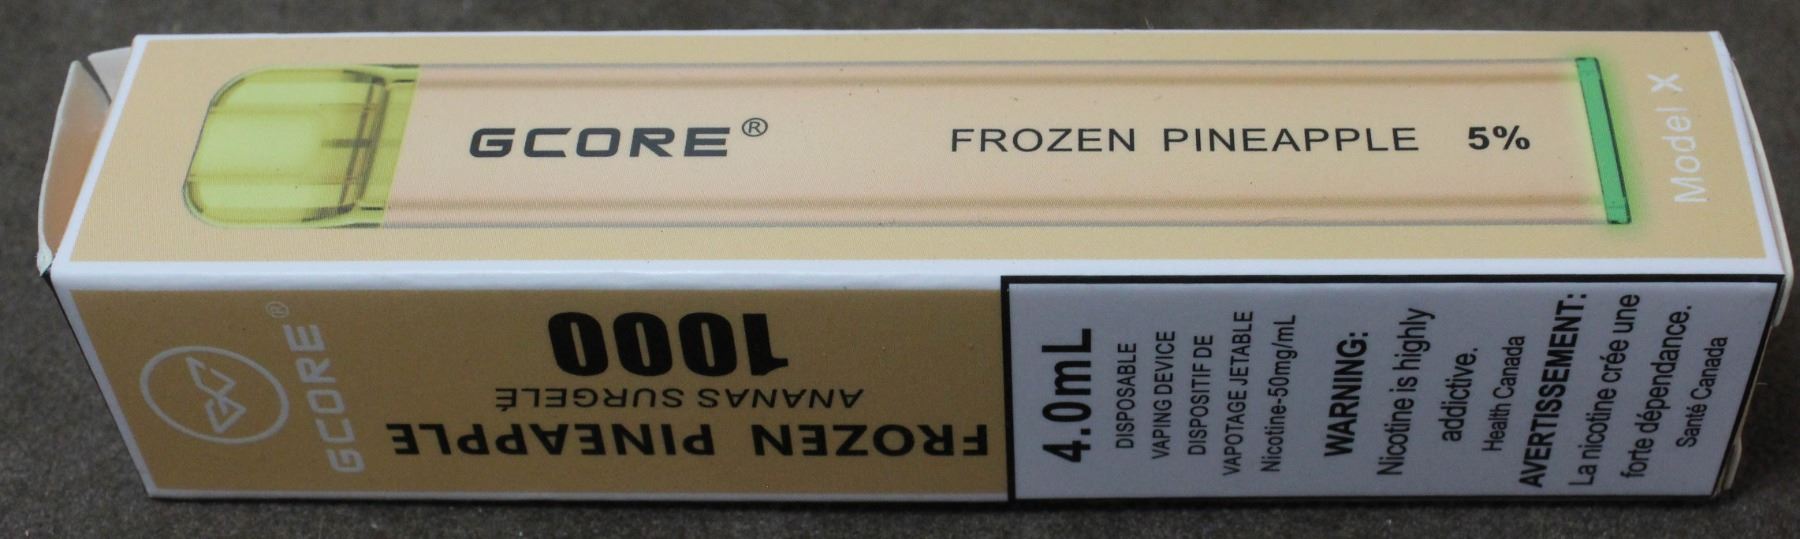 GCORE®
FROZEN PINEAPPLE 5%
Model X
GCORE®
FROZEN PINEAPPLE
ANANAS SURGELÉ
1000
4.0mL
DISPOSABLE
VAPING DEVICE
DISPOSITIF DE
VAPOTAGE JETABLE
Nicotine-50mg/mL
WARNING:
Nicotine is highly
addictive.
Health Canada
AVERTISSEMENT:
La nicotine crée une
forte dépendance.
Santé Canada